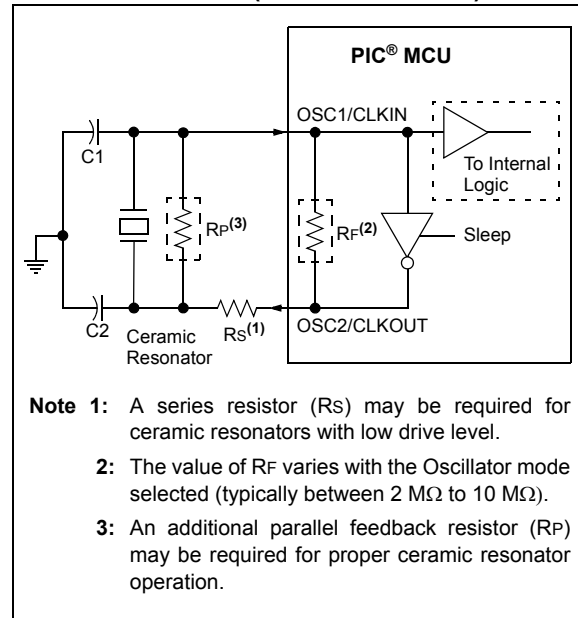 PIC® MCU
OSC1/CLKIN
C1
To Internal
Logic
RP(3)
RF(2)
Sleep
C2
Ceramic
Resonator
RS(1)
OSC2/CLKOUT
Note 1: A series resistor (RS) may be required for
ceramic resonators with low drive level.
2: The value of RF varies with the Oscillator mode
selected (typically between 2 MΩ to 10 MΩ).
3: An additional parallel feedback resistor (RP)
may be required for proper ceramic resonator
operation.